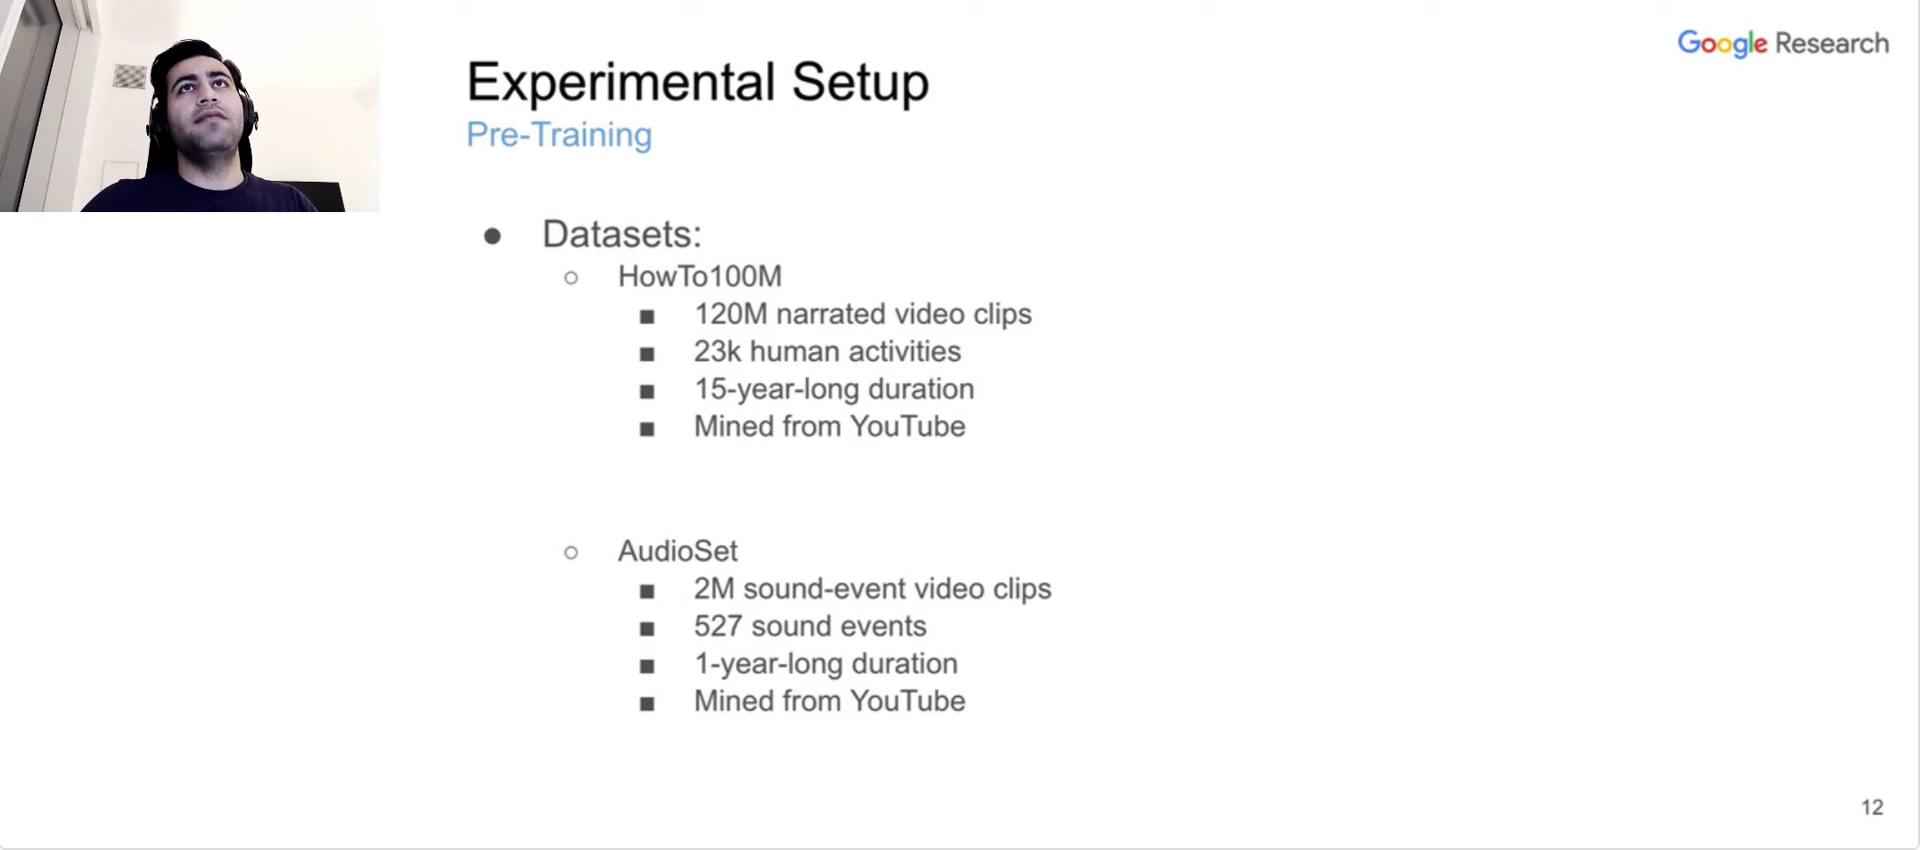 Google Research
Experimental Setup
Pre-Training
● Datasets:
○ HowTo100M
■ 120M narrated video clips
■ 23k human activities
■ 15-year-long duration
■ Mined from YouTube
○ AudioSet
■ 2M sound-event video clips
■ 527 sound events
■ 1-year-long duration
■ Mined from YouTube
12